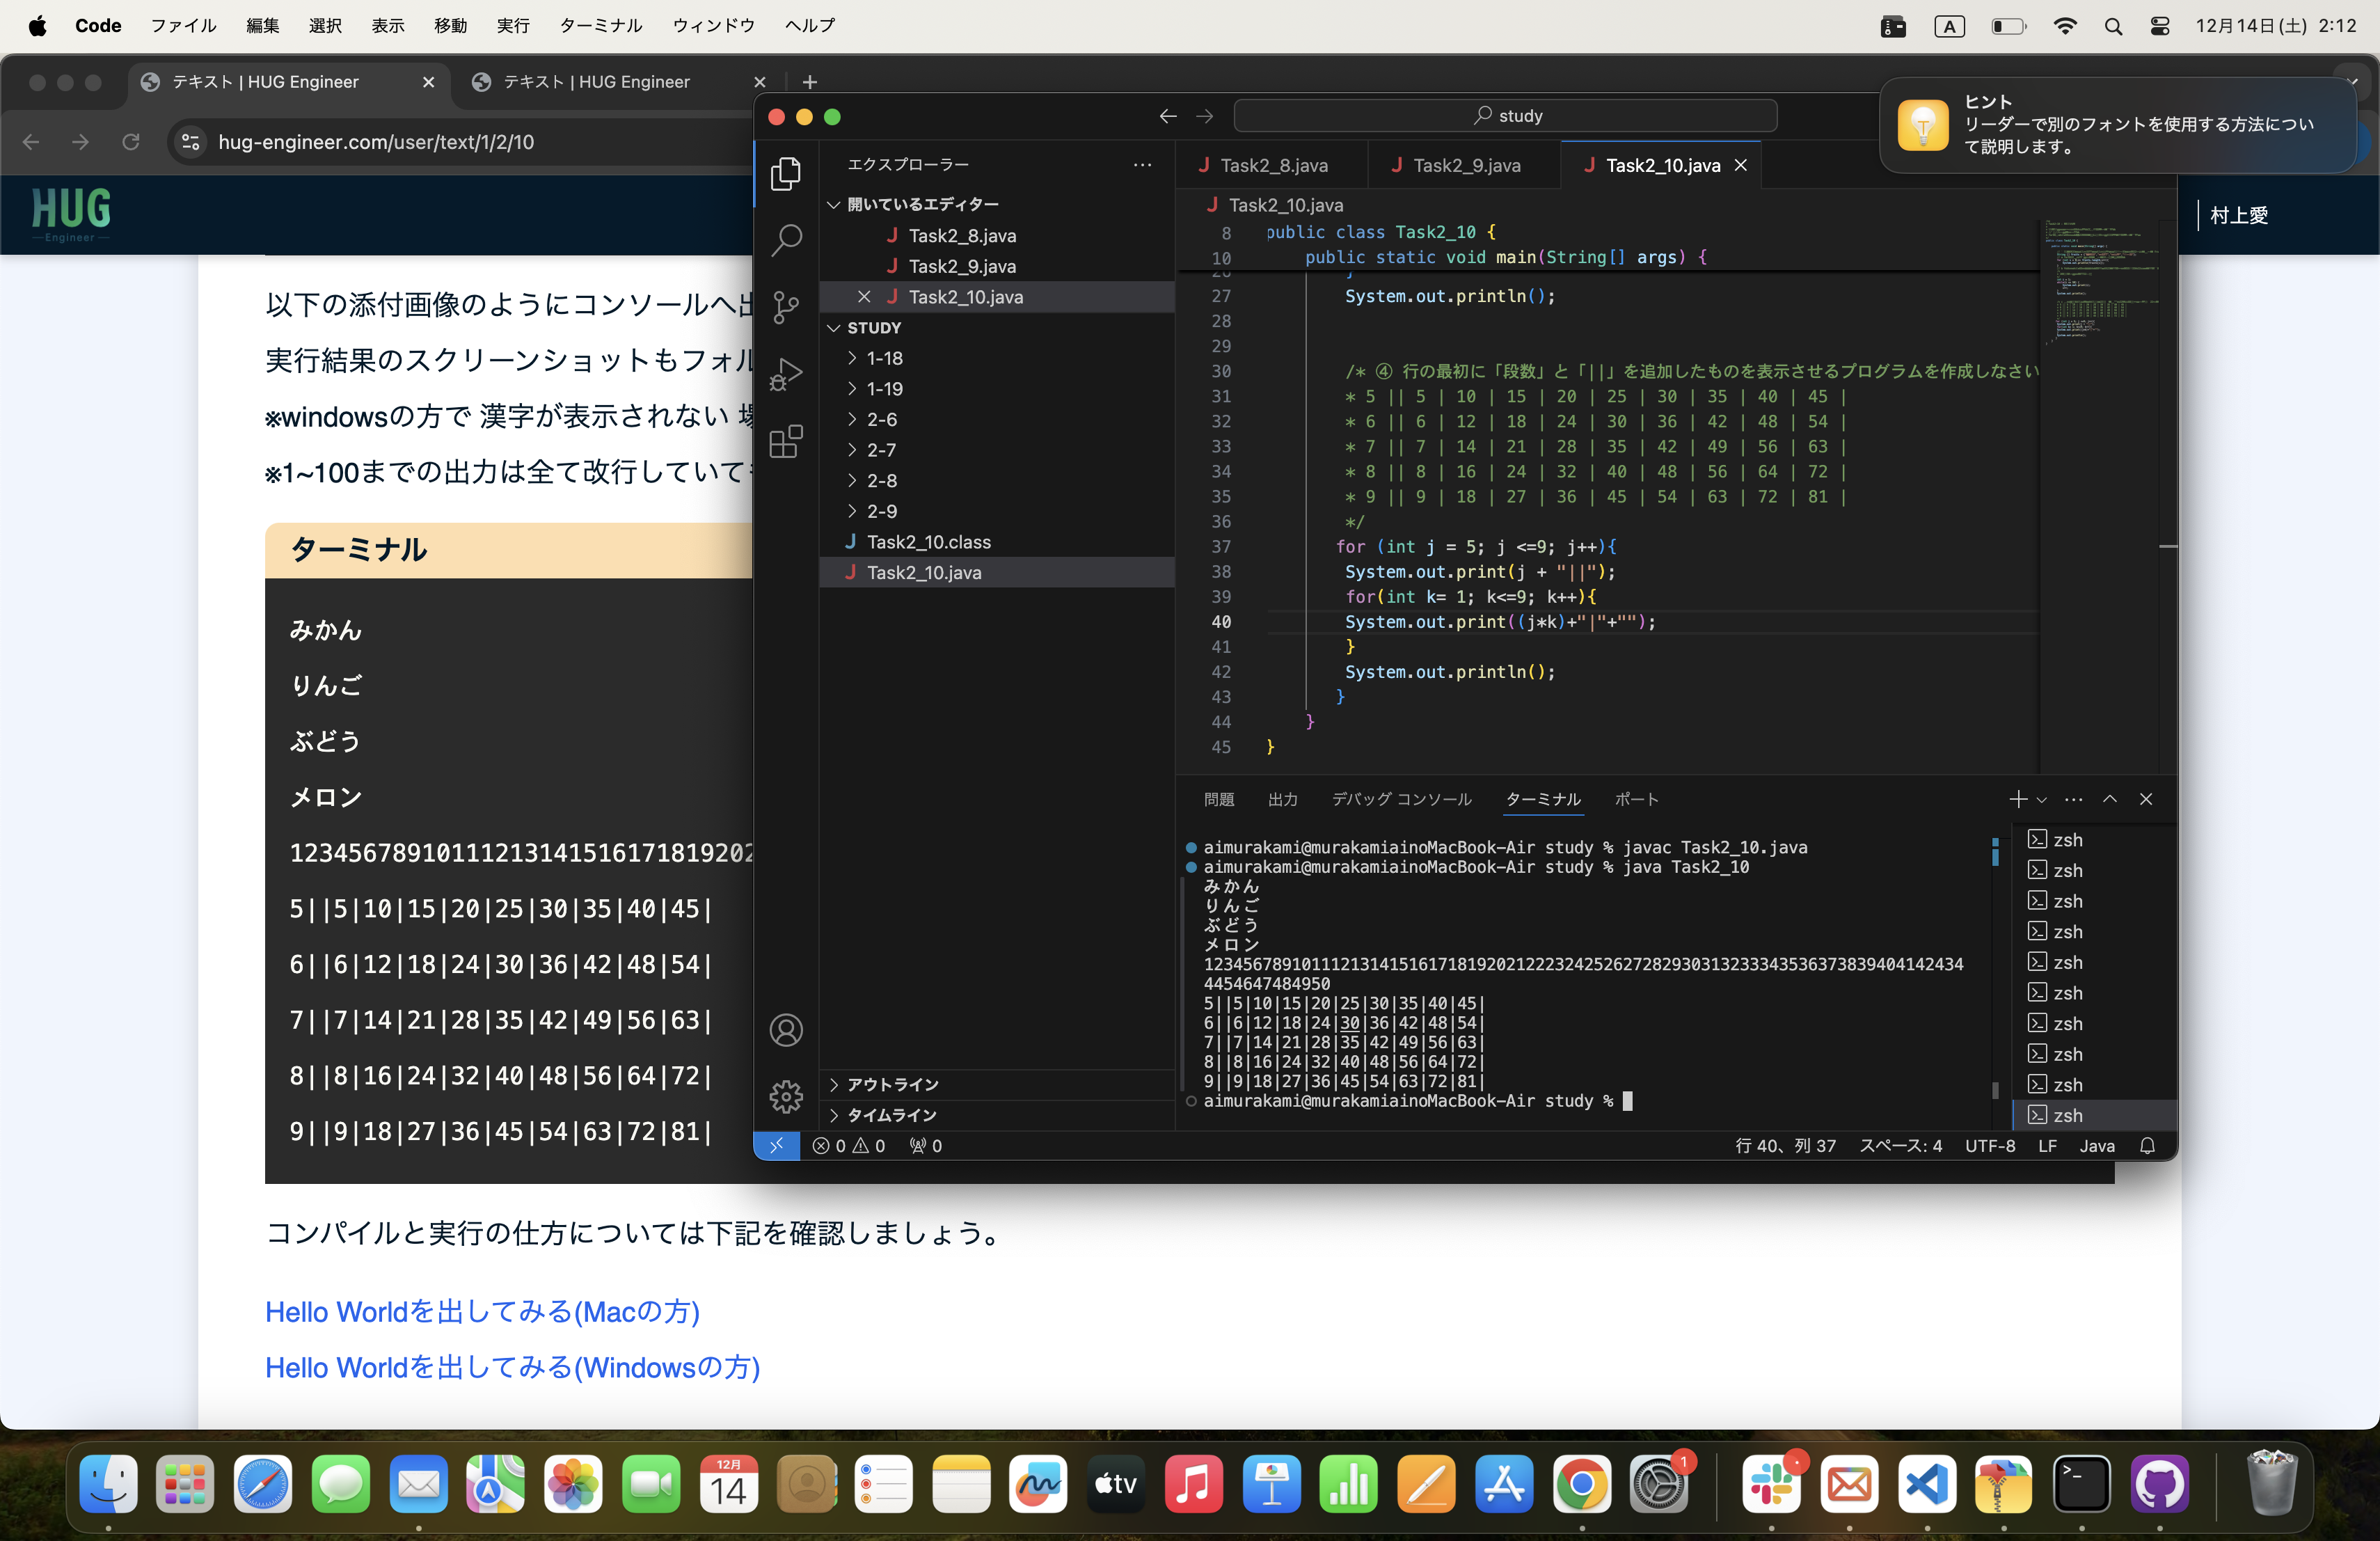 Code ファイル 編集 選択 表示 移動 実行 ターミナル ウィンドウ ヘルプ
A 12月14日(土) 2:12
テキスト | HUG Engineer
テキスト | HUG Engineer
hug-engineer.com/user/text/1/2/10
ヒント
リーダーで別のフォントを使用する方法につい
て説明します。
HUG
Engineer
村上愛
以下の添付画像のようにコンソールへ出
実行結果のスクリーンショットもフォル
※windowsの方で 漢字が表示されない 場
※1~100までの出力は全て改行していても
ターミナル
みかん
りんご
ぶどう
メロン
1234567891011121314151617181920
5||5|10|15|20|25|30|35|40|45|
6||6|12|18|24|30|36|42|48|54|
7||7|14|21|28|35|42|49|56|63|
8||8|16|24|32|40|48|56|64|72|
9||9|18|27|36|45|54|63|72|81|
コンパイルと実行の仕方については下記を確認しましょう。
Hello Worldを出してみる(Macの方)
Hello Worldを出してみる(Windowsの方)
study
エクスプローラー
開いているエディター
J Task2_8.java
J Task2_9.java
J Task2_10.java
STUDY
1-18
1-19
2-6
2-7
2-8
2-9
J Task2_10.class
J Task2_10.java
アウトライン
タイムライン
J Task2_8.java
J Task2_9.java
J Task2_10.java
J Task2_10.java
8 public class Task2_10 {
10 public static void main(String[] args) {
26 }
27 System.out.println();
28
29
30 /* ④ 行の最初に「段数」と「||」を追加したものを表示させるプログラムを作成しなさい
31 * 5 || 5 | 10 | 15 | 20 | 25 | 30 | 35 | 40 | 45 |
32 * 6 || 6 | 12 | 18 | 24 | 30 | 36 | 42 | 48 | 54 |
33 * 7 || 7 | 14 | 21 | 28 | 35 | 42 | 49 | 56 | 63 |
34 * 8 || 8 | 16 | 24 | 32 | 40 | 48 | 56 | 64 | 72 |
35 * 9 || 9 | 18 | 27 | 36 | 45 | 54 | 63 | 72 | 81 |
36 */
37 for (int j = 5; j <=9; j++){
38 System.out.print(j + "||");
39 for(int k= 1; k<=9; k++){
40 System.out.print((j*k)+"|"+"");
41 }
42 System.out.println();
43 }
44 }
45 }
問題 出力 デバッグ コンソール ターミナル ポート
aimurakami@murakamiainoMacBook-Air study % javac Task2_10.java
aimurakami@murakamiainoMacBook-Air study % java Task2_10
みかん
りんご
ぶどう
メロン
123456789101112131415161718192021222324252627282930313233343536373839404142434
4454647484950
5||5|10|15|20|25|30|35|40|45|
6||6|12|18|24|30|36|42|48|54|
7||7|14|21|28|35|42|49|56|63|
8||8|16|24|32|40|48|56|64|72|
9||9|18|27|36|45|54|63|72|81|
aimurakami@murakamiainoMacBook-Air study %
zsh
zsh
zsh
zsh
zsh
zsh
zsh
zsh
zsh
zsh
0 0 0
行 40、列 37 スペース: 4 UTF-8 LF Java
12月
14
tv
1